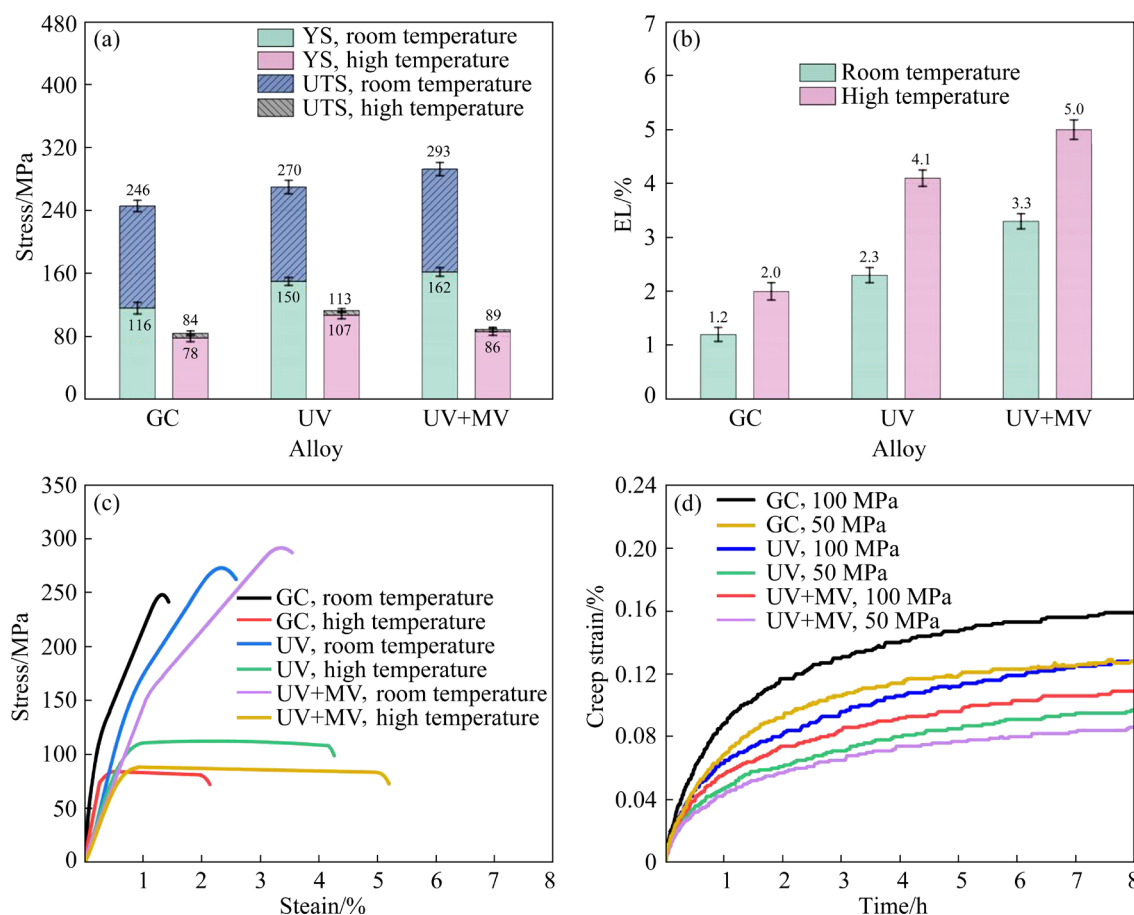 (a)
YS, room temperature
YS, high temperature
UTS, room temperature
UTS, high temperature
480
400
320
240
160
80
0
Stress/MPa
246
116
84
78
270
150
113
107
293
162
89
86
GC
UV
UV+MV
Alloy
(b)
Room temperature
High temperature
7
6
5
4
3
2
1
0
EL/%
1.2
2.0
2.3
4.1
3.3
5.0
GC
UV
UV+MV
Alloy
(c)
350
300
250
200
150
100
50
0
Stress/MPa
GC, room temperature
GC, high temperature
UV, room temperature
UV, high temperature
UV+MV, room temperature
UV+MV, high temperature
1 2 3 4 5 6 7 8
Steain/%
(d)
GC, 100 MPa
GC, 50 MPa
UV, 100 MPa
UV, 50 MPa
UV+MV, 100 MPa
UV+MV, 50 MPa
0.24
0.20
0.16
0.12
0.08
0.04
0
Creep strain/%
1 2 3 4 5 6 7 8
Time/h